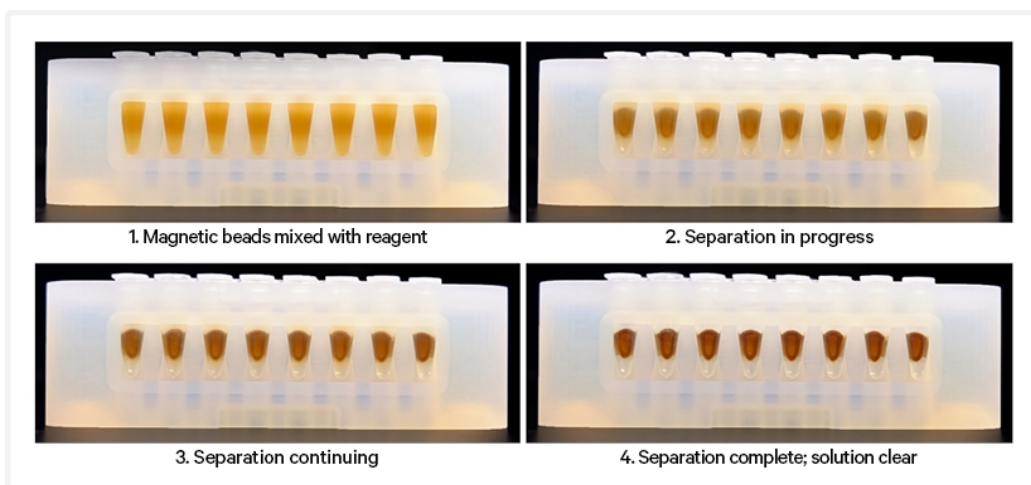 1. Magnetic beads mixed with reagent
2. Separation in progress
3. Separation continuing
4. Separation complete; solution clear